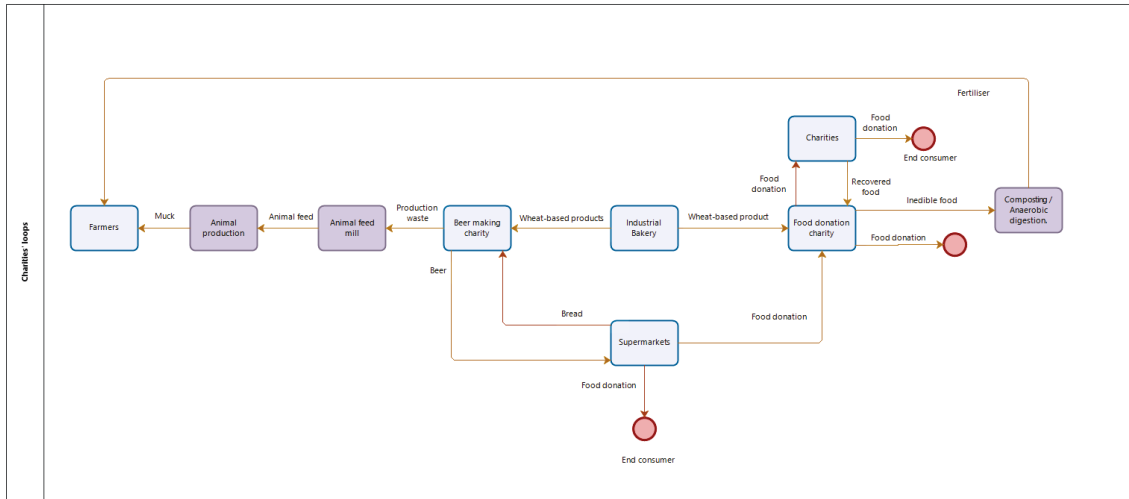 Charities' loops
Fertiliser
Charities
Food
donation
End consumer
Food
donation
Recovered
food
Inedible food
Composting /
Anaerobic
digestion.
Farmers
Muck
Animal
production
Animal feed
Animal feed
mill
Production
waste
Beer making
charity
Wheat-based products
Industrial
Bakery
Wheat-based product
Food donation
charity
Food donation
Beer
Bread
Supermarkets
Food donation
Food donation
End consumer